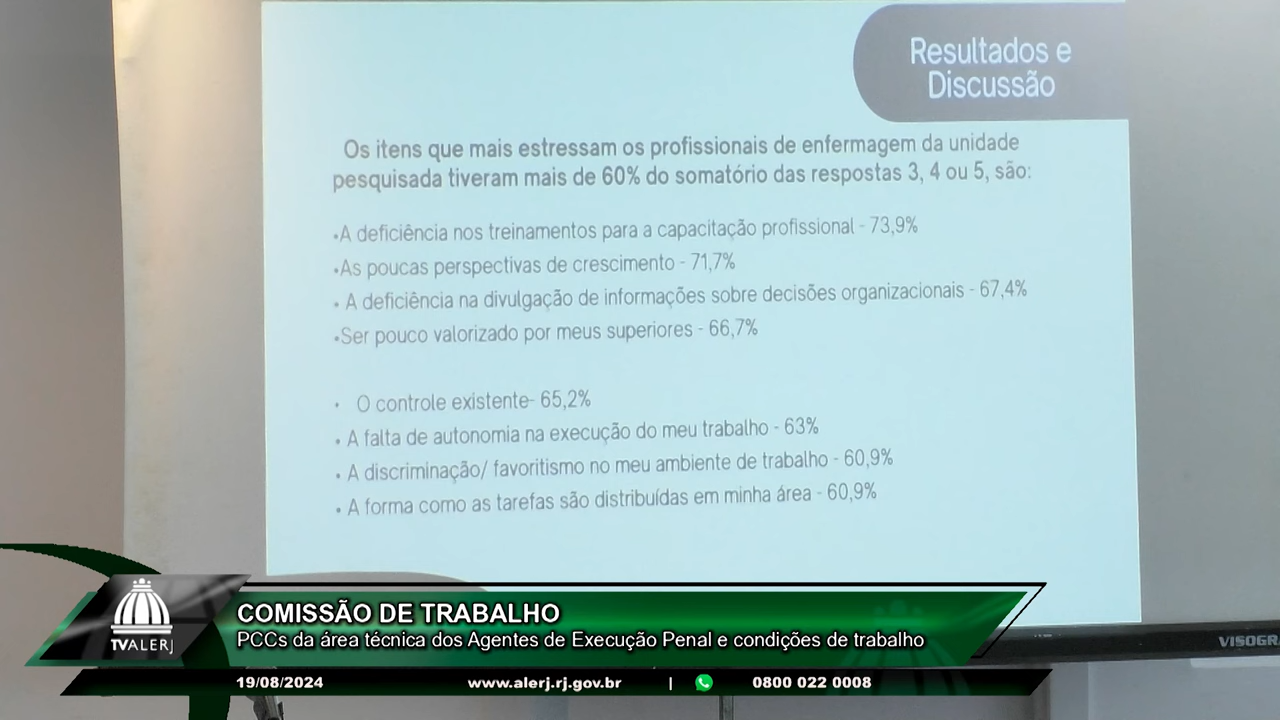 Resultados e
Discussão
Os itens que mais estressam os profissionais de enfermagem da unidade
pesquisada tiveram mais de 60% do somatório das respostas 3, 4 ou 5, são:
•A deficiência nos treinamentos para a capacitação profissional - 73,9%
•As poucas perspectivas de crescimento - 71,7%
• A deficiência na divulgação de informações sobre decisões organizacionais - 67,4%
•Ser pouco valorizado por meus superiores - 66,7%
• O controle existente- 65,2%
• A falta de autonomia na execução do meu trabalho - 63%
• A discriminação/ favoritismo no meu ambiente de trabalho - 60,9%
• A forma como as tarefas são distribuídas em minha área - 60,9%
COMISSÃO DE TRABALHO
PCCs da área técnica dos Agentes de Execução Penal e condições de trabalho
TVALERJ
VISOGRA
19/08/2024 www.alerj.rj.gov.br | 0800 022 0008